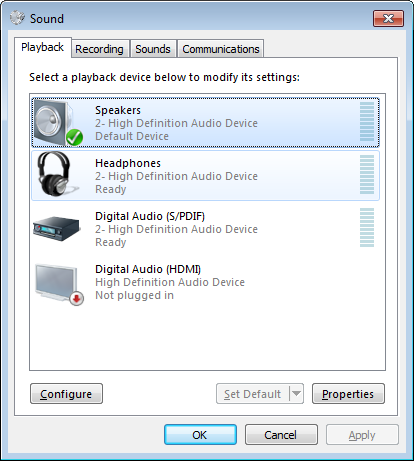 Sound
Playback Recording Sounds Communications
Select a playback device below to modify its settings:
Speakers
2- High Definition Audio Device
Default Device
Headphones
2- High Definition Audio Device
Ready
Digital Audio (S/PDIF)
2- High Definition Audio Device
Ready
Digital Audio (HDMI)
High Definition Audio Device
Not plugged in
Configure Set Default Properties
OK Cancel Apply